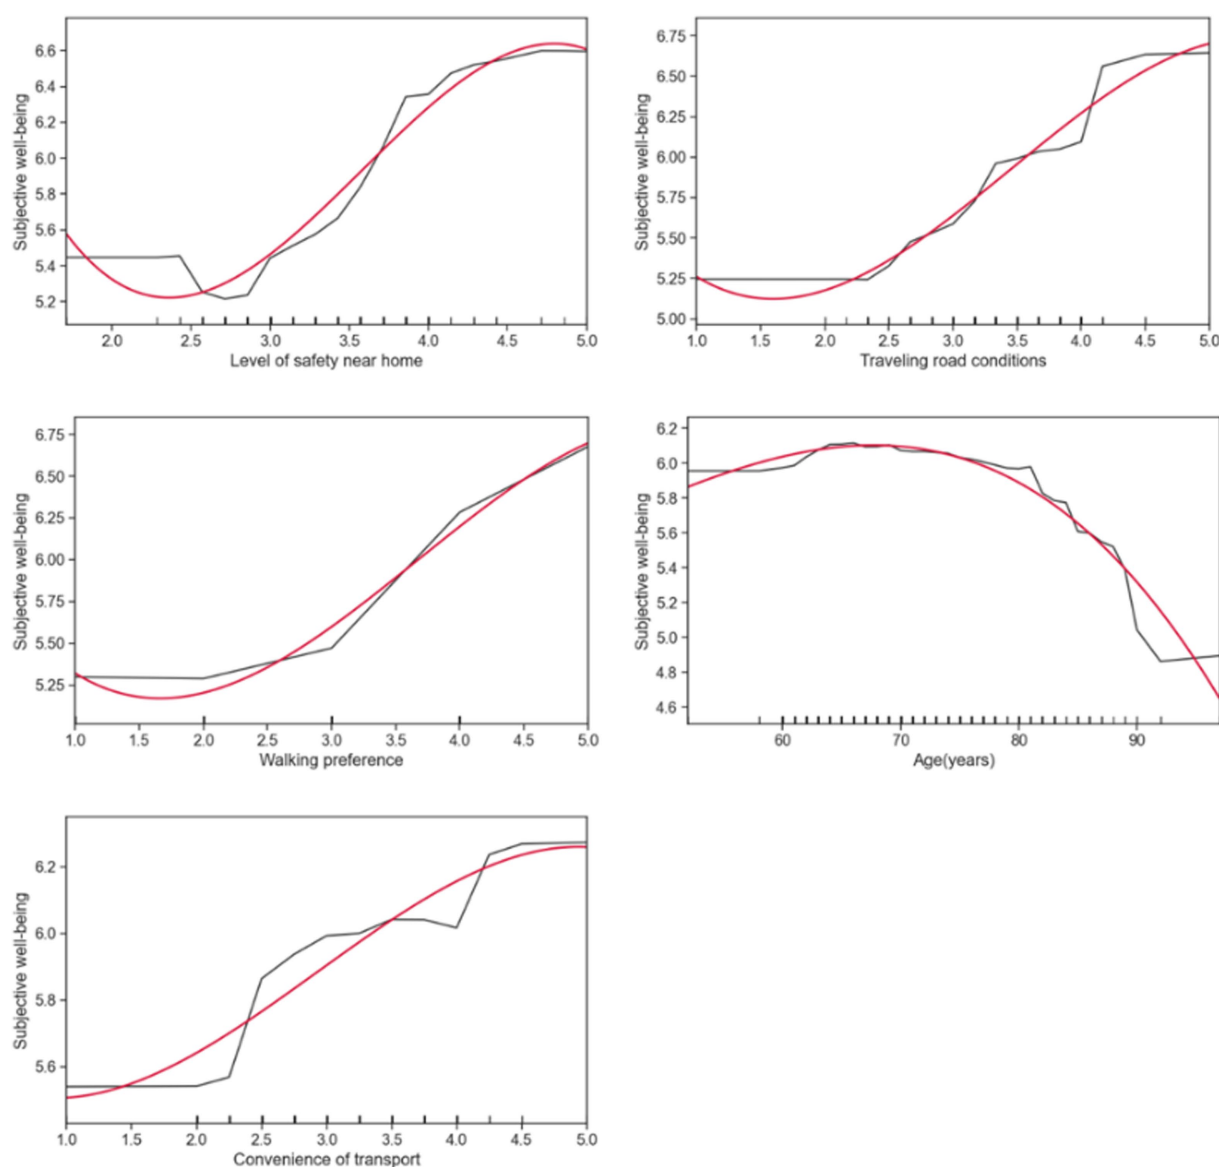 6.6
6.4
6.2
6.0
5.8
5.6
5.4
5.2
Subjective well-being
2.0 2.5 3.0 3.5 4.0 4.5 5.0
Level of safety near home
6.75
6.50
6.25
6.00
5.75
5.50
5.25
5.00
Subjective well-being
1.0 1.5 2.0 2.5 3.0 3.5 4.0 4.5 5.0
Traveling road conditions
6.75
6.50
6.25
6.00
5.75
5.50
5.25
Subjective well-being
1.0 1.5 2.0 2.5 3.0 3.5 4.0 4.5 5.0
Walking preference
6.2
6.0
5.8
5.6
5.4
5.2
5.0
4.8
4.6
Subjective well-being
60 70 80 90
Age(years)
6.2
6.0
5.8
5.6
Subjective well-being
1.0 1.5 2.0 2.5 3.0 3.5 4.0 4.5 5.0
Convenience of transport